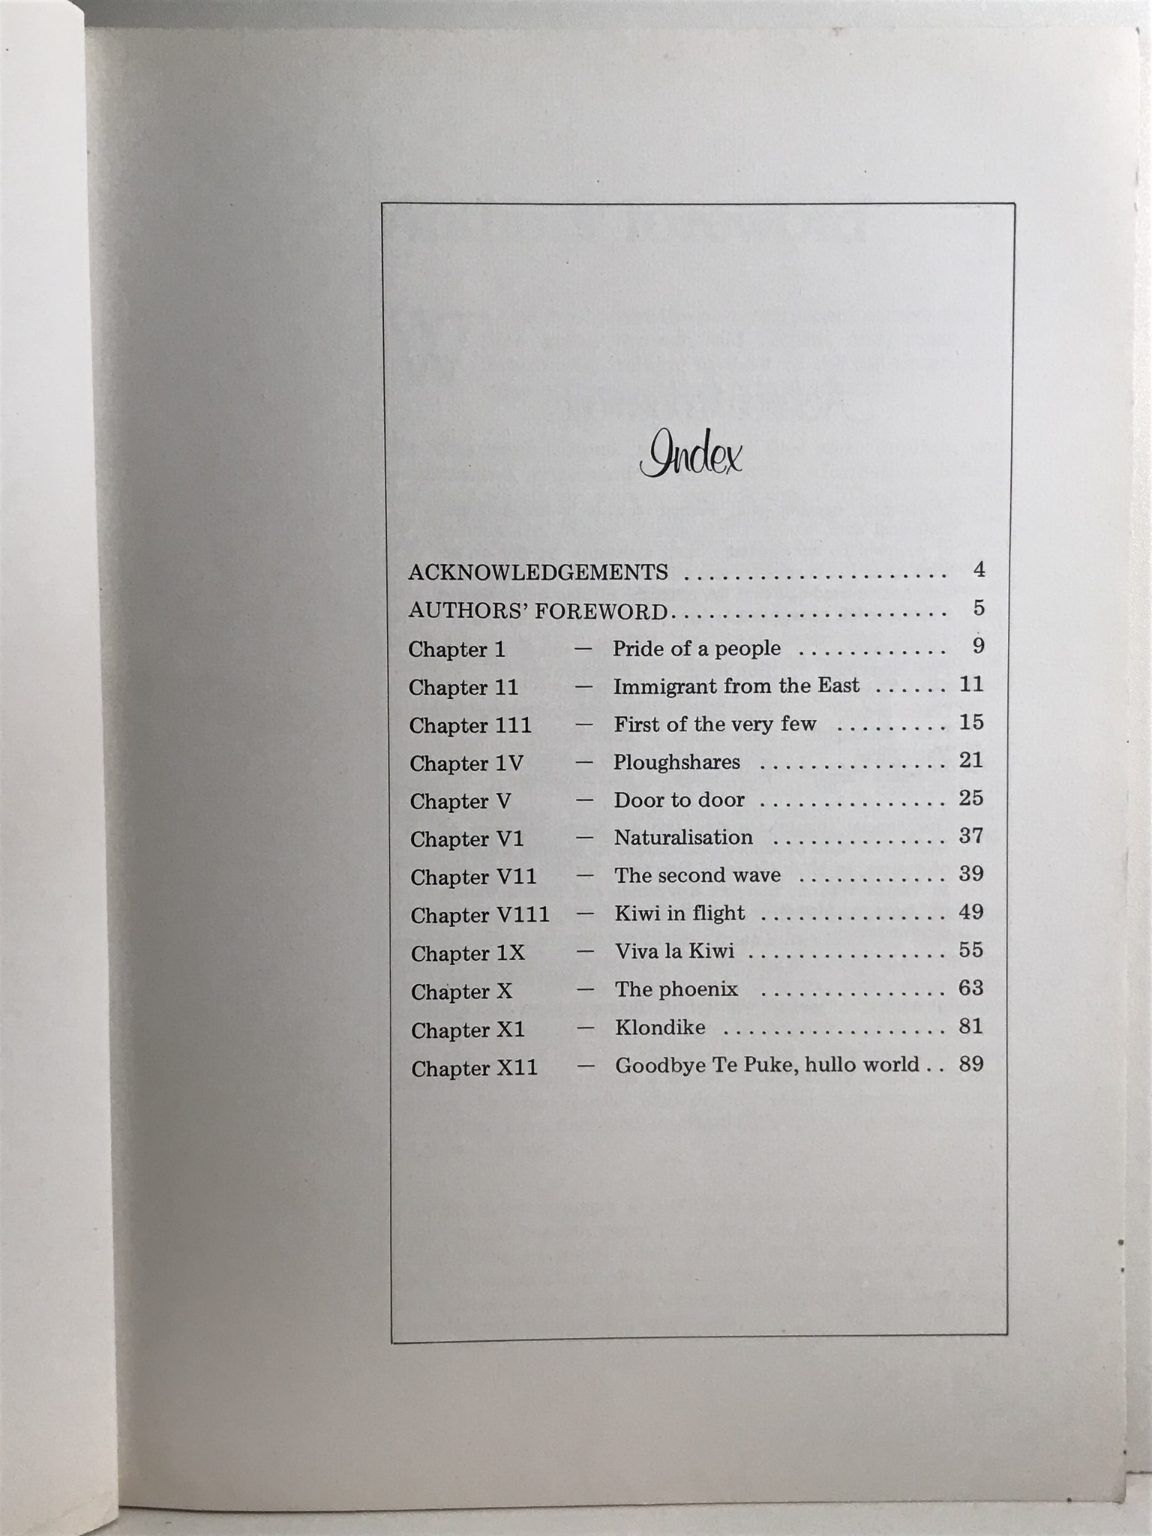 Index
ACKNOWLEDGEMENTS ..................... 4
AUTHORS' FOREWORD...................... 5
Chapter 1 — Pride of a people ............ 9
Chapter 11 — Immigrant from the East ...... 11
Chapter 111 — First of the very few ......... 15
Chapter 1V — Ploughshares ............... 21
Chapter V — Door to door ............... 25
Chapter V1 — Naturalisation .............. 37
Chapter V11 — The second wave ............ 39
Chapter V111 — Kiwi in flight ............... 49
Chapter 1X — Viva la Kiwi ................ 55
Chapter X — The phoenix ............... 63
Chapter X1 — Klondike .................. 81
Chapter X11 — Goodbye Te Puke, hullo world .. 89